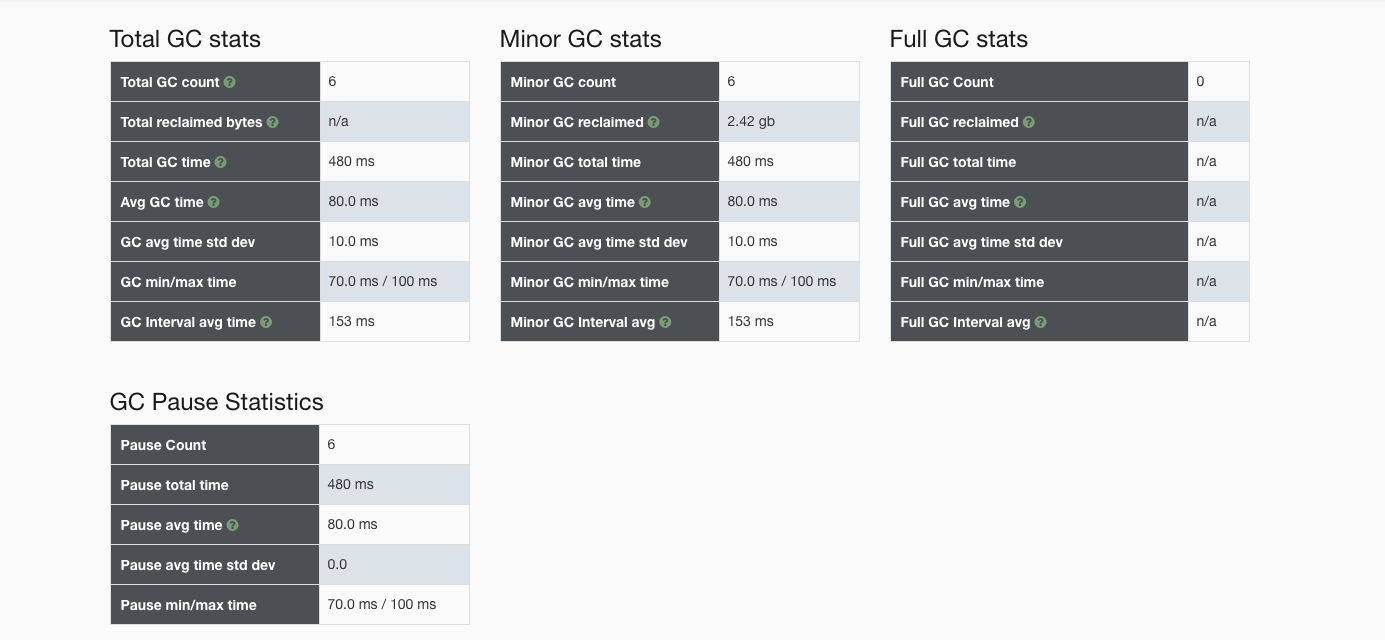 Total GC stats
Total GC count 6
Total reclaimed bytes n/a
Total GC time 480 ms
Avg GC time 80.0 ms
GC avg time std dev 10.0 ms
GC min/max time 70.0 ms / 100 ms
GC Interval avg time 153 ms
Minor GC stats
Minor GC count 6
Minor GC reclaimed 2.42 gb
Minor GC total time 480 ms
Minor GC avg time 80.0 ms
Minor GC avg time std dev 10.0 ms
Minor GC min/max time 70.0 ms / 100 ms
Minor GC Interval avg 153 ms
Full GC stats
Full GC Count 0
Full GC reclaimed n/a
Full GC total time n/a
Full GC avg time n/a
Full GC avg time std dev n/a
Full GC min/max time n/a
Full GC Interval avg n/a
GC Pause Statistics
Pause Count 6
Pause total time 480 ms
Pause avg time 80.0 ms
Pause avg time std dev 0.0
Pause min/max time 70.0 ms / 100 ms